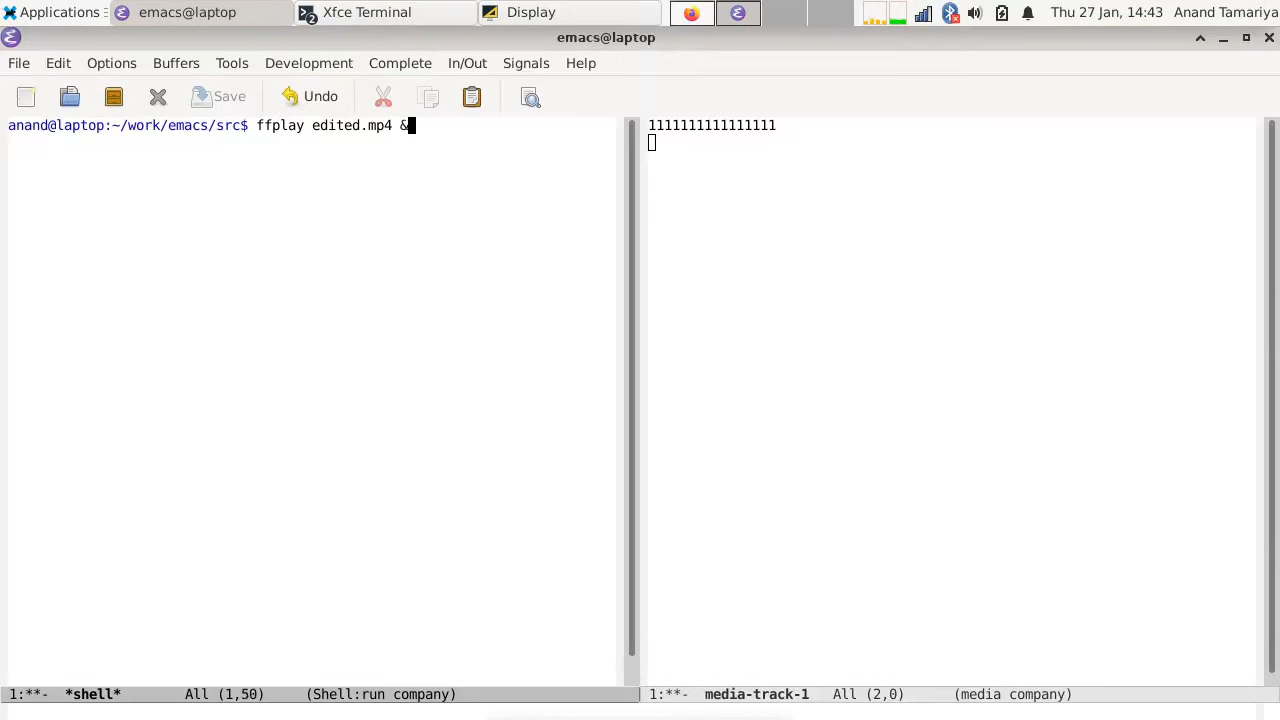 Applications
emacs@laptop
2
Xfce Terminal
Display
Thu 27 Jan, 14:43
Anand Tamariya
emacs@laptop
File Edit Options Buffers Tools Development Complete In/Out Signals Help
Save Undo
anand@laptop:~/work/emacs/src$ ffplay edited.mp4 &
1111111111111111
1:**- *shell* All (1,50) (Shell:run company)
1:**- media-track-1 All (2,0) (media company)